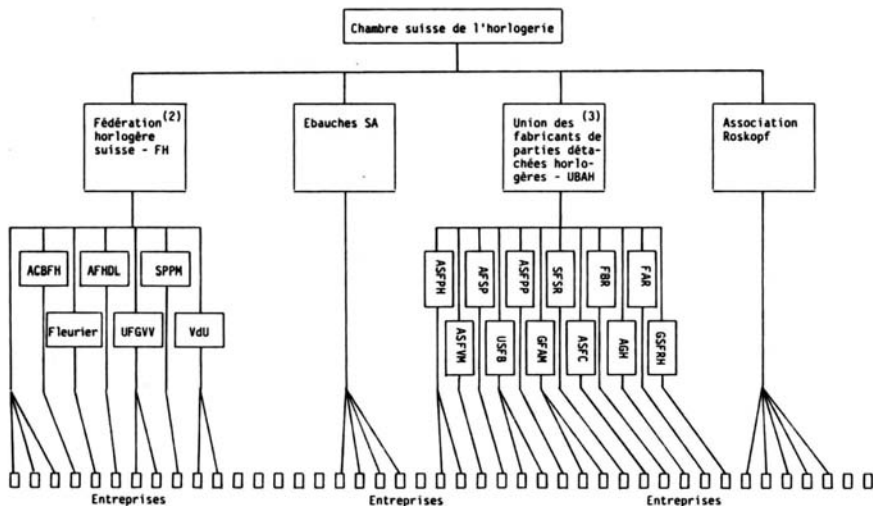 Chambre suisse de l'horlogerie
Fédération (2)
horlogère
suisse - FH
Ebauches SA
Union des (3)
fabricants de
parties déta-
chées horlo-
gères - UBAH
Association
Roskopf
ACBFH
AFHDL
SPPM
Fleurier
UFGVV
VdU
ASFPH
AFSP
ASFPP
SFSR
FBR
FAR
ASFVM
USFB
GFAM
ASFC
AGH
GSFRH
Entreprises
Entreprises
Entreprises